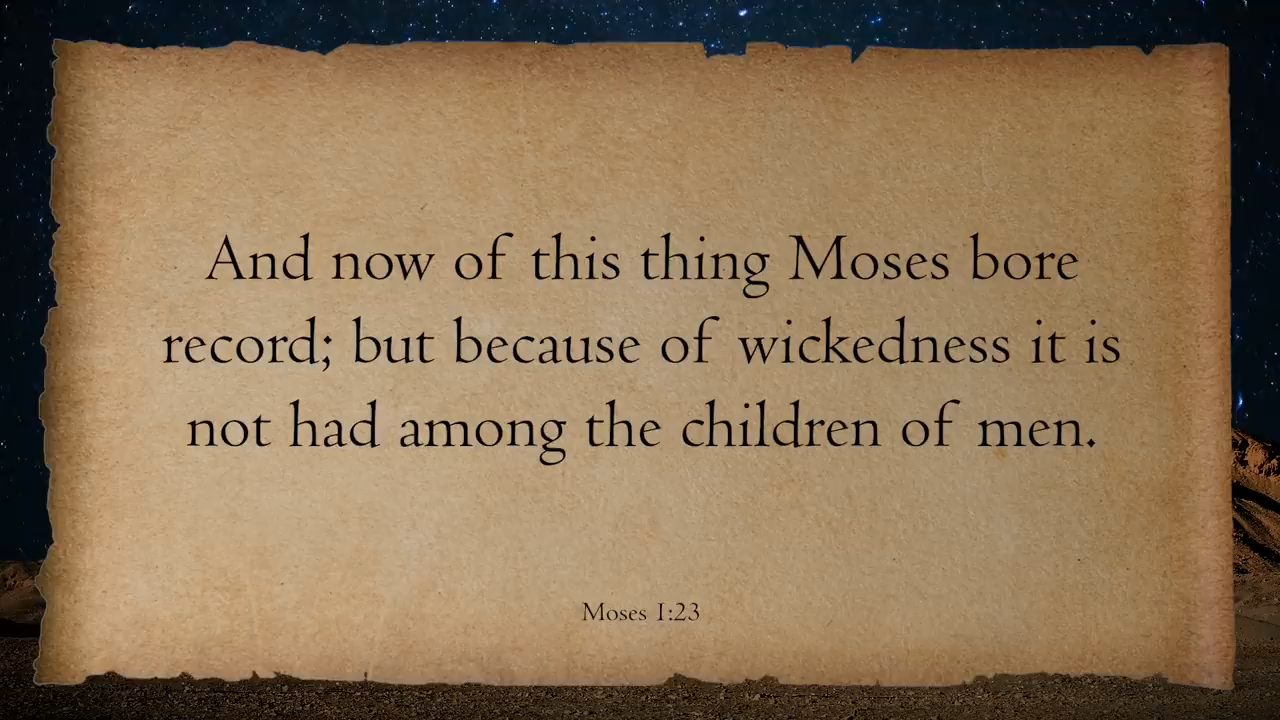 And now of this thing Moses bore
record; but because of wickedness it is
not had among the children of men.
Moses 1:23